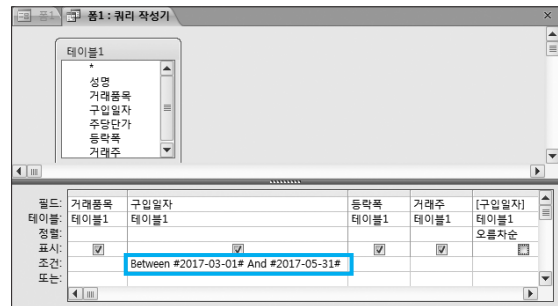 폼1 폼1 : 쿼리 작성기
테이블1
*
성명
거래품목
구입일자
주당단가
등락폭
거래주
필드: 거래품목 구입일자 등락폭 거래주 [구입일자]
테이블: 테이블1 테이블1 테이블1 테이블1 테이블1
정렬: 오름차순
표시:
조건: Between #2017-03-01# And #2017-05-31#
또는: